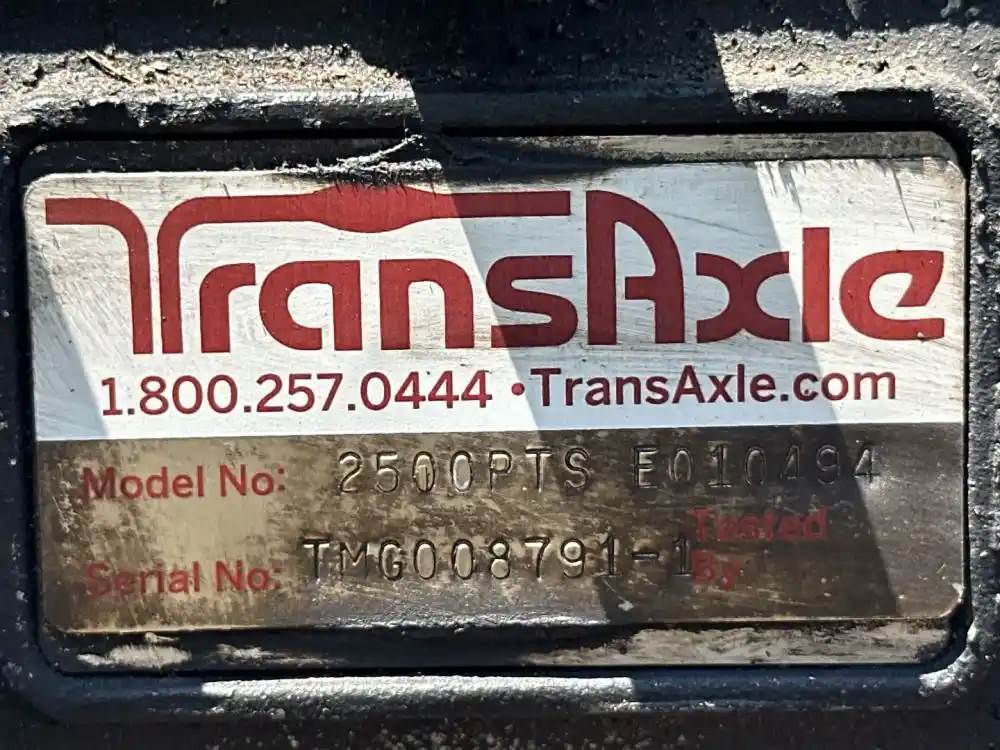 TransAxle
1.800.257.0444 • TransAxle.com
Model No: 2500PTS E010494
Serial No: TMG008791-1 Tested
By